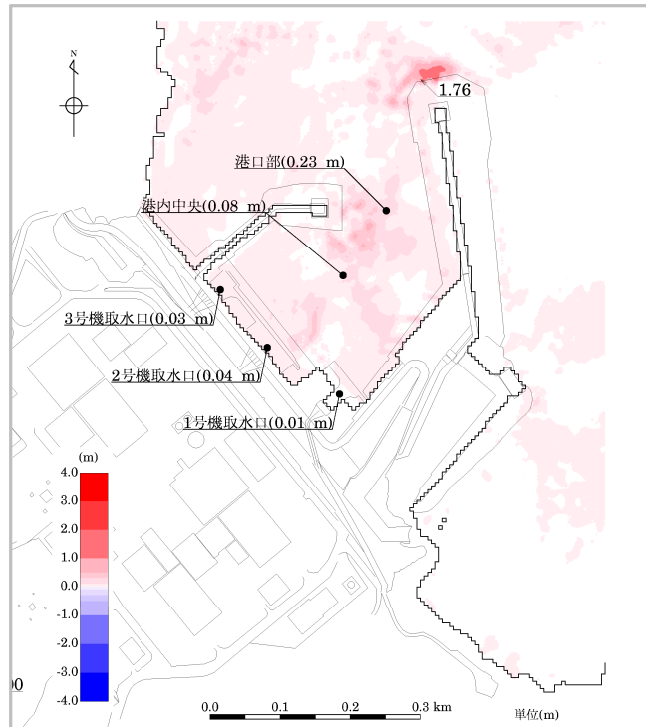 N
1.76
港口部(0.23 m)
港内中央(0.08 m)
3号機取水口(0.03 m)
2号機取水口(0.04 m)
1号機取水口(0.01 m)
(m)
4.0
3.0
2.0
1.0
0.0
-1.0
-2.0
-3.0
-4.0
00
0.0 0.1 0.2 0.3 km
単位(m)